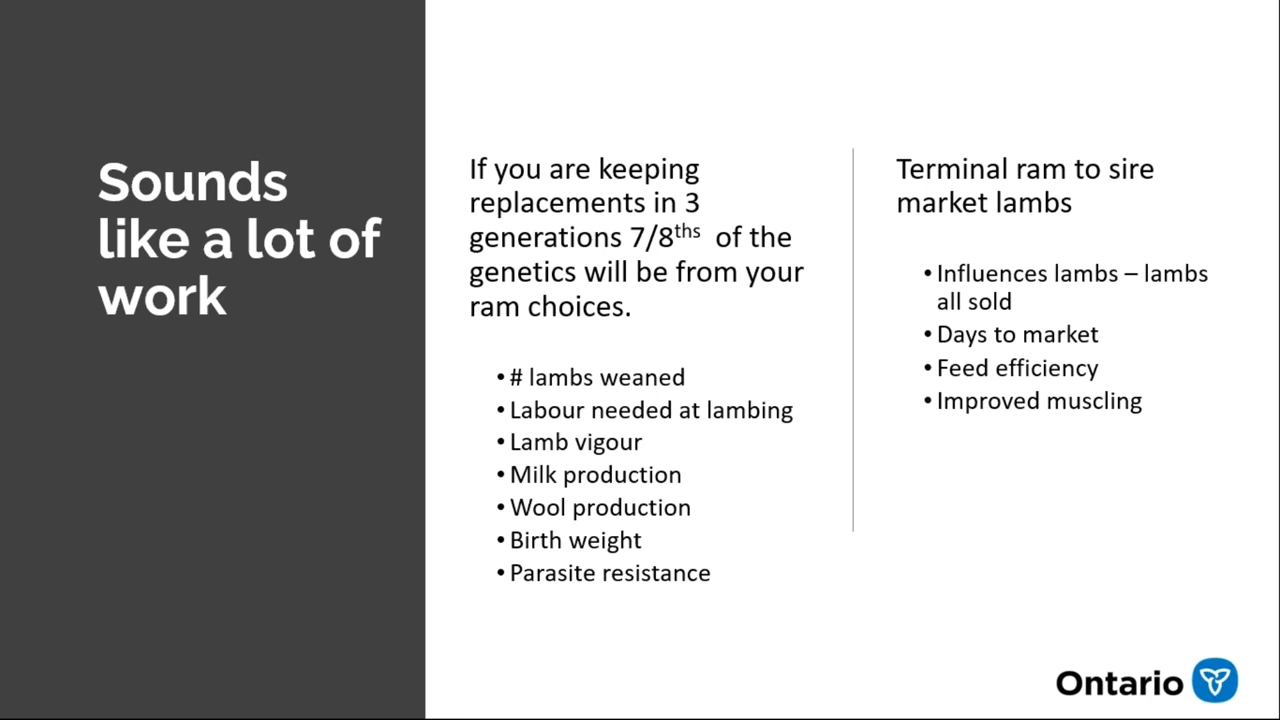 Sounds
like a lot of
work
If you are keeping
replacements in 3
generations 7/8ths of the
genetics will be from your
ram choices.
• # lambs weaned
• Labour needed at lambing
• Lamb vigour
• Milk production
• Wool production
• Birth weight
• Parasite resistance
Terminal ram to sire
market lambs
• Influences lambs – lambs
all sold
• Days to market
• Feed efficiency
• Improved muscling
Ontario